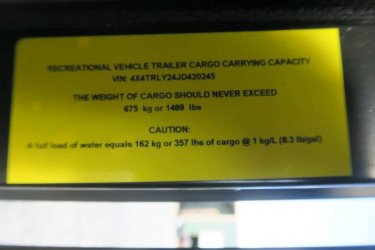 RECREATIONAL VEHICLE TRAILER CARGO CARRYING CAPACITY
VIN: 4X4TRLY24JD420245
THE WEIGHT OF CARGO SHOULD NEVER EXCEED
675 kg or 1489 lbs
CAUTION:
A full load of water equals 162 kg or 357 lbs of cargo @ 1 kg/L (8.3 lb/gal)